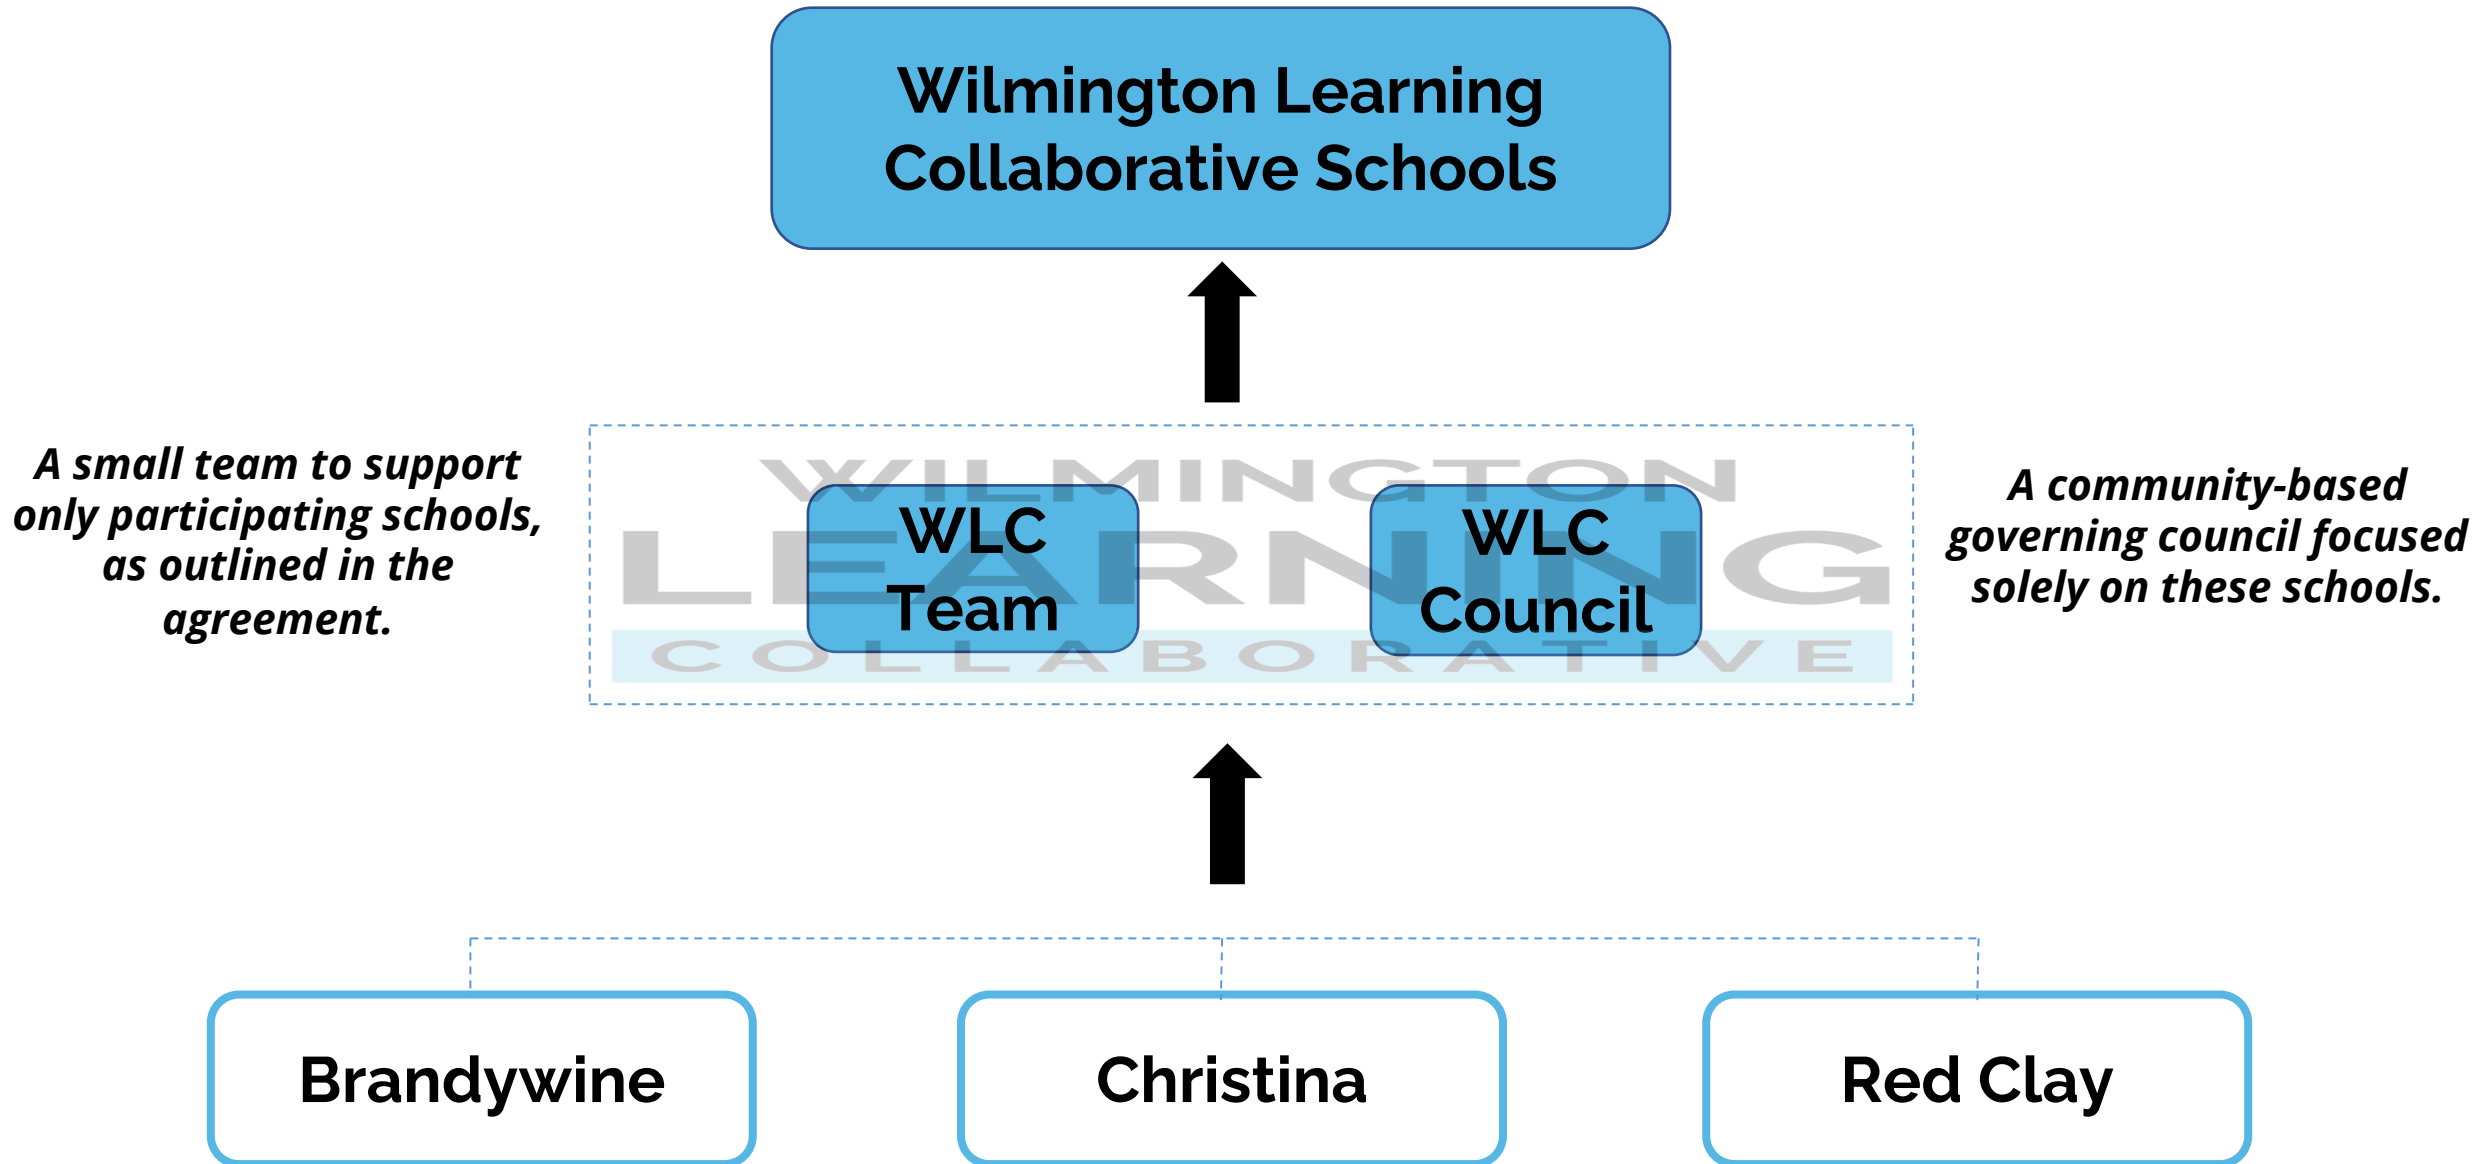 Wilmington Learning
Collaborative Schools
A small team to support
only participating schools,
as outlined in the
agreement.
WILMINGTON
LEARNING
COLLABORATIVE
WLC
Team
WLC
Council
A community-based
governing council focused
solely on these schools.
Brandywine
Christina
Red Clay